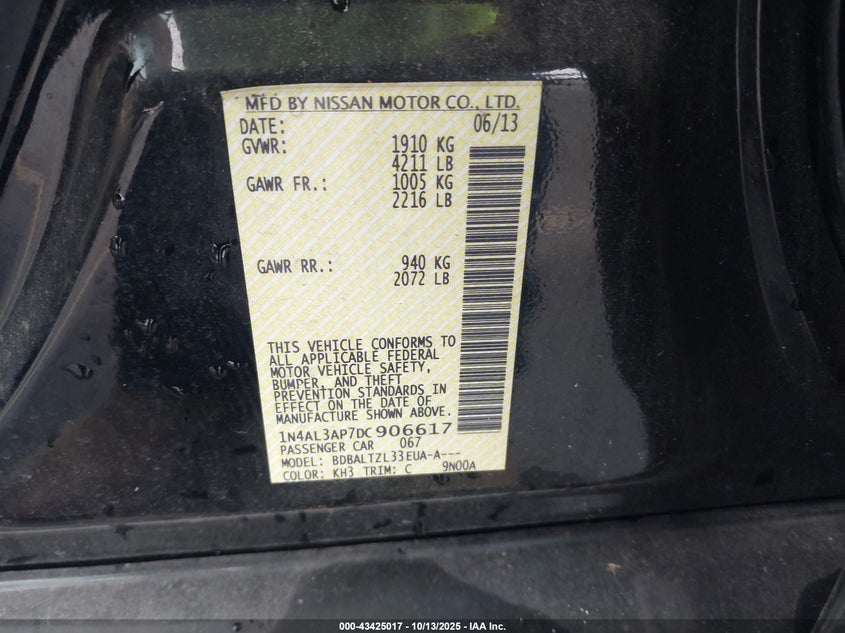 MFD BY NISSAN MOTOR CO., LTD.
DATE: 06/13
GVWR: 1910 KG
4211 LB
GAWR FR.: 1005 KG
2216 LB
GAWR RR.: 940 KG
2072 LB
THIS VEHICLE CONFORMS TO
ALL APPLICABLE FEDERAL
MOTOR VEHICLE SAFETY,
BUMPER, AND THEFT
PREVENTION STANDARDS IN
EFFECT ON THE DATE OF
MANUFACTURE SHOWN ABOVE.
1N4AL3AP7DC906617
PASSENGER CAR 067
MODEL: BDBALTZL33EUA-A---
COLOR: KH3 TRIM: C 9N00A
000-43425017 - 10/13/2025 - IAA Inc.